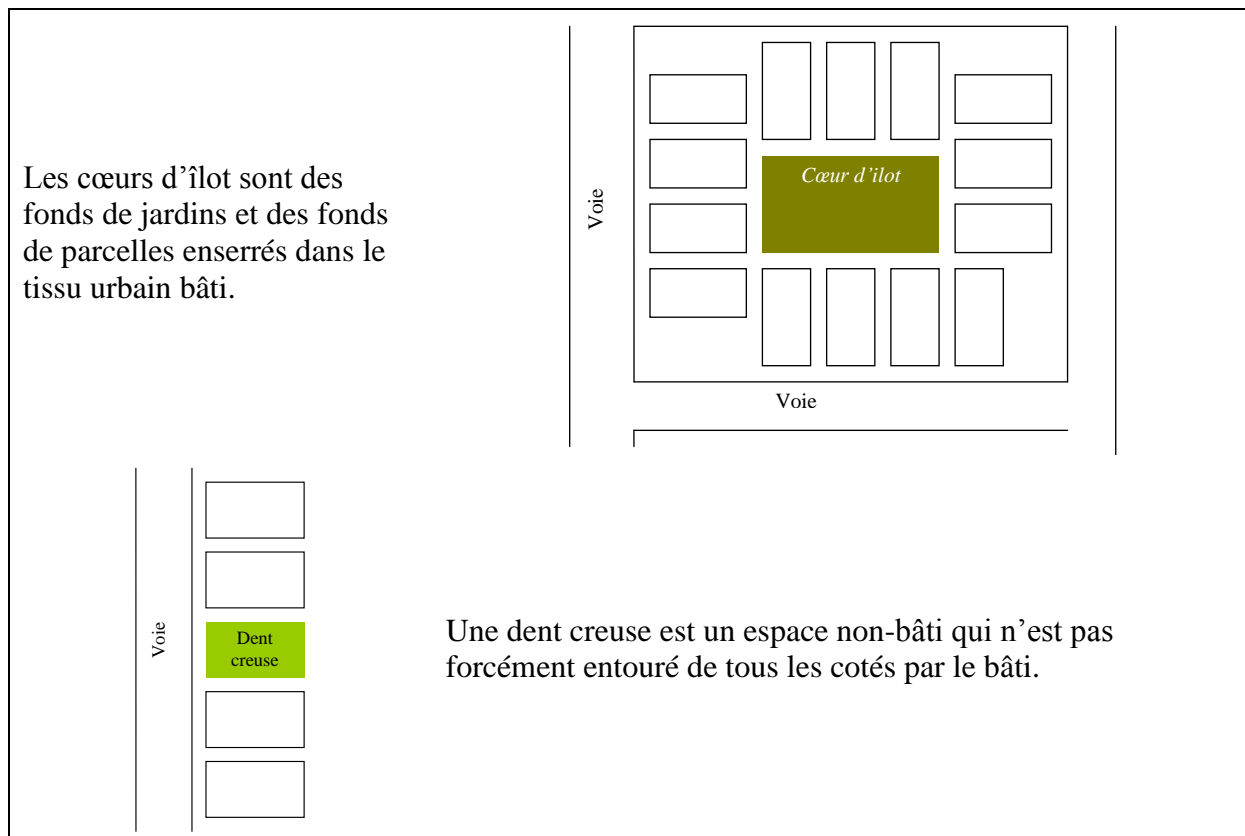 Les cœurs d’îlot sont des
fonds de jardins et des fonds
de parcelles enserrés dans le
tissu urbain bâti.
Voie
Cœur d’ilot
Voie
Voie
Dent
creuse
Une dent creuse est un espace non-bâti qui n’est pas
forcément entouré de tous les cotés par le bâti.